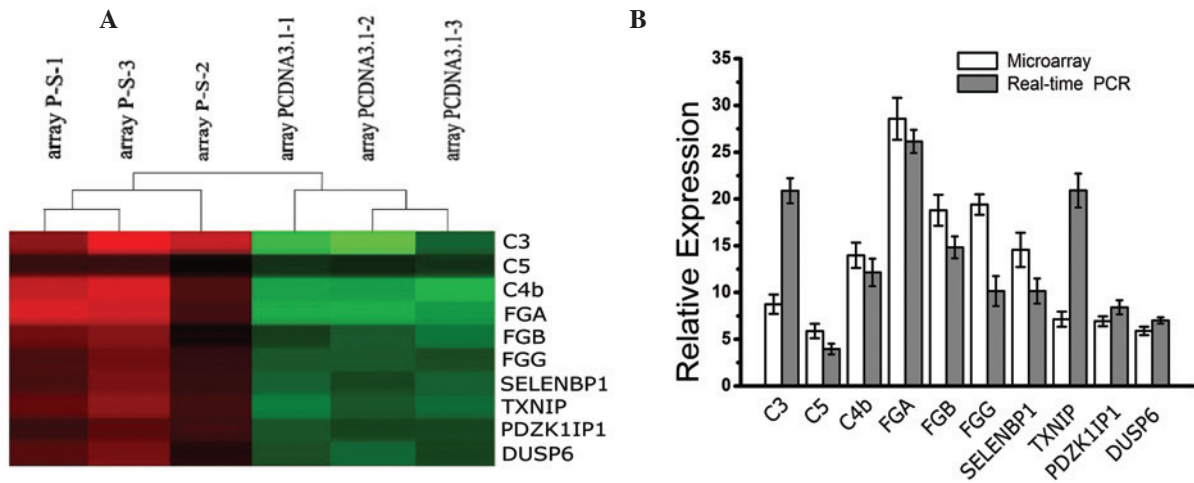 A
array P-S-1
array P-S-3
array P-S-2
array PCDNA3.1-1
array PCDNA3.1-2
array PCDNA3.1-3
C3
C5
C4b
FGA
FGB
FGG
SELENBP1
TXNIP
PDZK1IP1
DUSP6
B
Microarray
Real-time PCR
Relative Expression
35
30
25
20
15
10
5
0
C3
C5
C4b
FGA
FGB
FGG
SELENBP1
TXNIP
PDZK1IP1
DUSP6